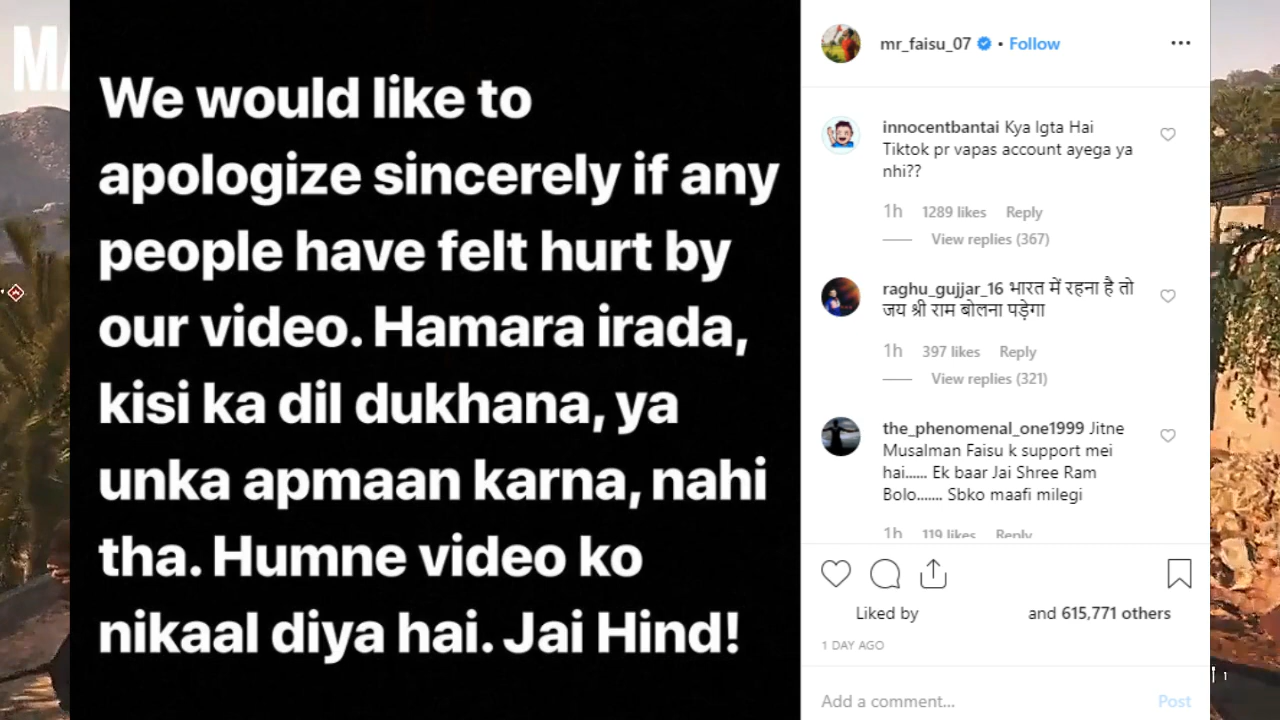 MA
We would like to
apologize sincerely if any
people have felt hurt by
our video. Hamara irada,
kisi ka dil dukhana, ya
unka apmaan karna, nahi
tha. Humne video ko
nikaal diya hai. Jai Hind!
mr_faisu_07 • Follow
innocentbantai Kya lgta Hai
Tiktok pr vapas account ayega ya
nhi??
1h 1289 likes Reply
View replies (367)
raghu_gujjar_16 भारत में रहना है तो
जय श्री राम बोलना पड़ेगा
1h 397 likes Reply
View replies (321)
the_phenomenal_one1999 Jitne
Musalman Faisu k support mei
hai...... Ek baar Jai Shree Ram
Bolo....... Sbko maafi milegi
1h 119 likes Reply
Liked by and 615,771 others
1 DAY AGO
Add a comment... Post
1